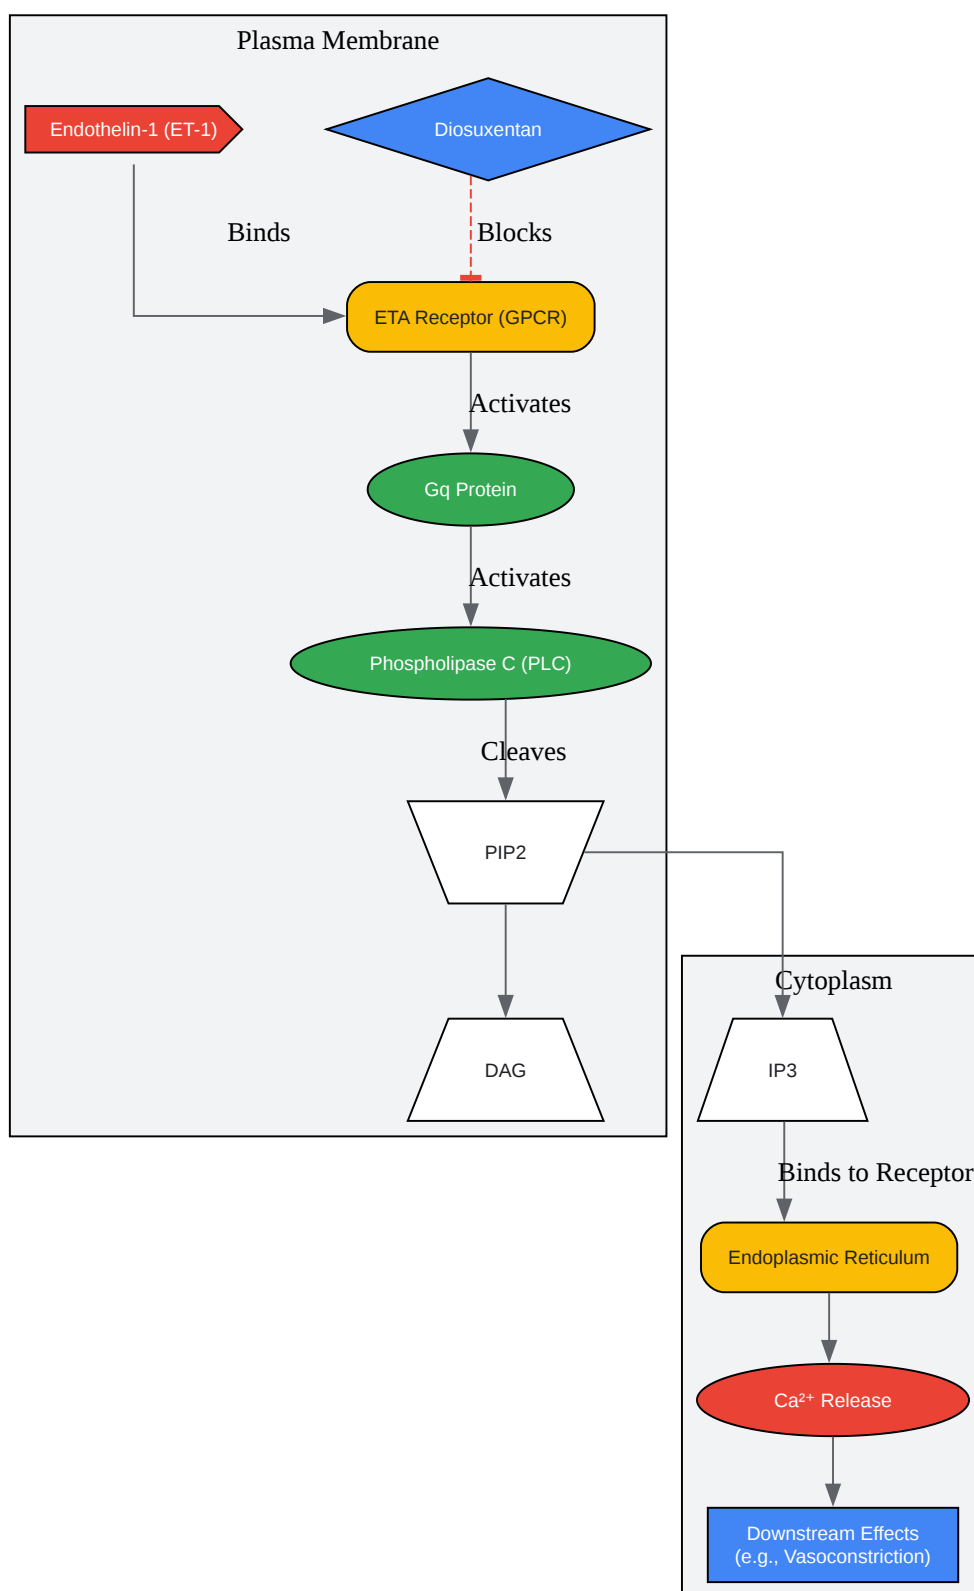 Plasma Membrane
Endothelin-1 (ET-1)
Diosuxentan
Binds
Blocks
ETA Receptor (GPCR)
Activates
Gq Protein
Activates
Phospholipase C (PLC)
Cleaves
PIP2
Cytoplasm
DAG
IP3
Binds to Receptor
Endoplasmic Reticulum
Ca²⁺ Release
Downstream Effects
(e.g., Vasoconstriction)